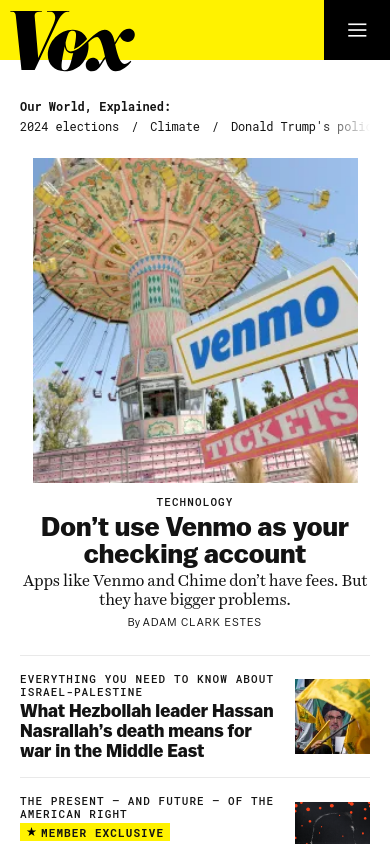 Vox
Our World, Explained:
2024 elections / Climate / Donald Trump's
venmo
TICKETS
TECHNOLOGY
Don’t use Venmo as your
checking account
Apps like Venmo and Chime don’t have fees. But
they have bigger problems.
By ADAM CLARK ESTES
EVERYTHING YOU NEED TO KNOW ABOUT
ISRAEL-PALESTINE
What Hezbollah leader Hassan
Nasrallah’s death means for
war in the Middle East
THE PRESENT — AND FUTURE — OF THE
AMERICAN RIGHT
★ MEMBER EXCLUSIVE